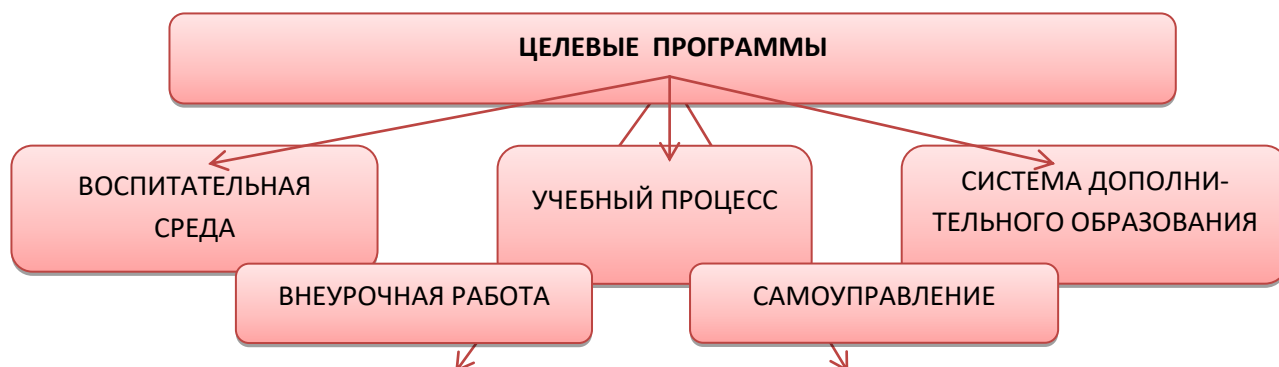 ЦЕЛЕВЫЕ ПРОГРАММЫ
ВОСПИТАТЕЛЬНАЯ
СРЕДА
УЧЕБНЫЙ ПРОЦЕСС
СИСТЕМА ДОПОЛНИ-
ТЕЛЬНОГО ОБРАЗОВАНИЯ
ВНЕУРОЧНАЯ РАБОТА
САМОУПРАВЛЕНИЕ